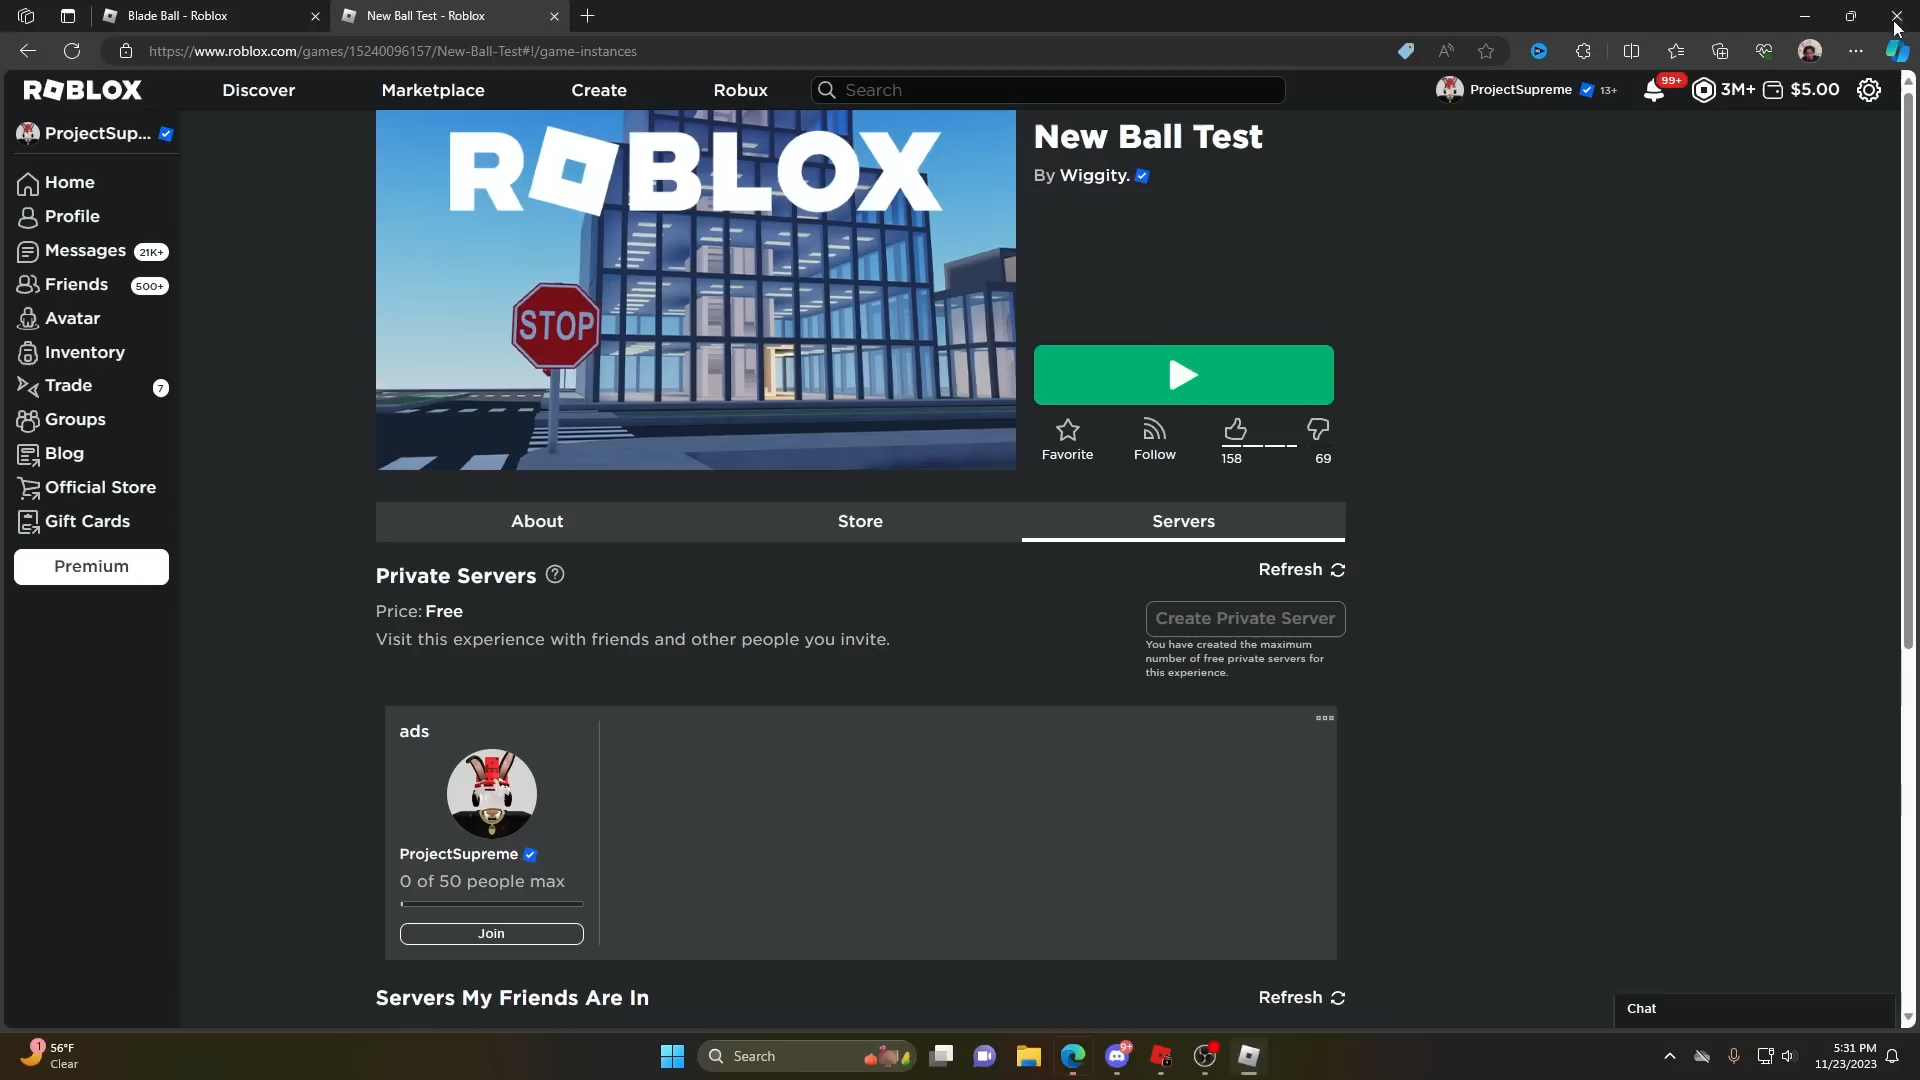 Blade Ball - Roblox
New Ball Test - Roblox
https://www.roblox.com/games/15240096157/New-Ball-Test#!/game-instances
ROBLOX
Discover
Marketplace
Create
Robux
Search
ProjectSupreme
13+
99+
3M+
$5.00
ProjectSup...
Home
Profile
Messages 21K+
Friends 500+
Avatar
Inventory
Trade 7
Groups
Blog
Official Store
Gift Cards
Premium
ROBLOX
STOP
New Ball Test
By Wiggity.
Favorite
Follow
158
69
About
Store
Servers
Private Servers ?
Refresh
Price: Free
Visit this experience with friends and other people you invite.
Create Private Server
You have created the maximum
number of free private servers for
this experience.
ads
ProjectSupreme
0 of 50 people max
Join
Servers My Friends Are In
Refresh
Chat
1
56°F
Clear
Search
9+
5:31 PM
11/23/2023